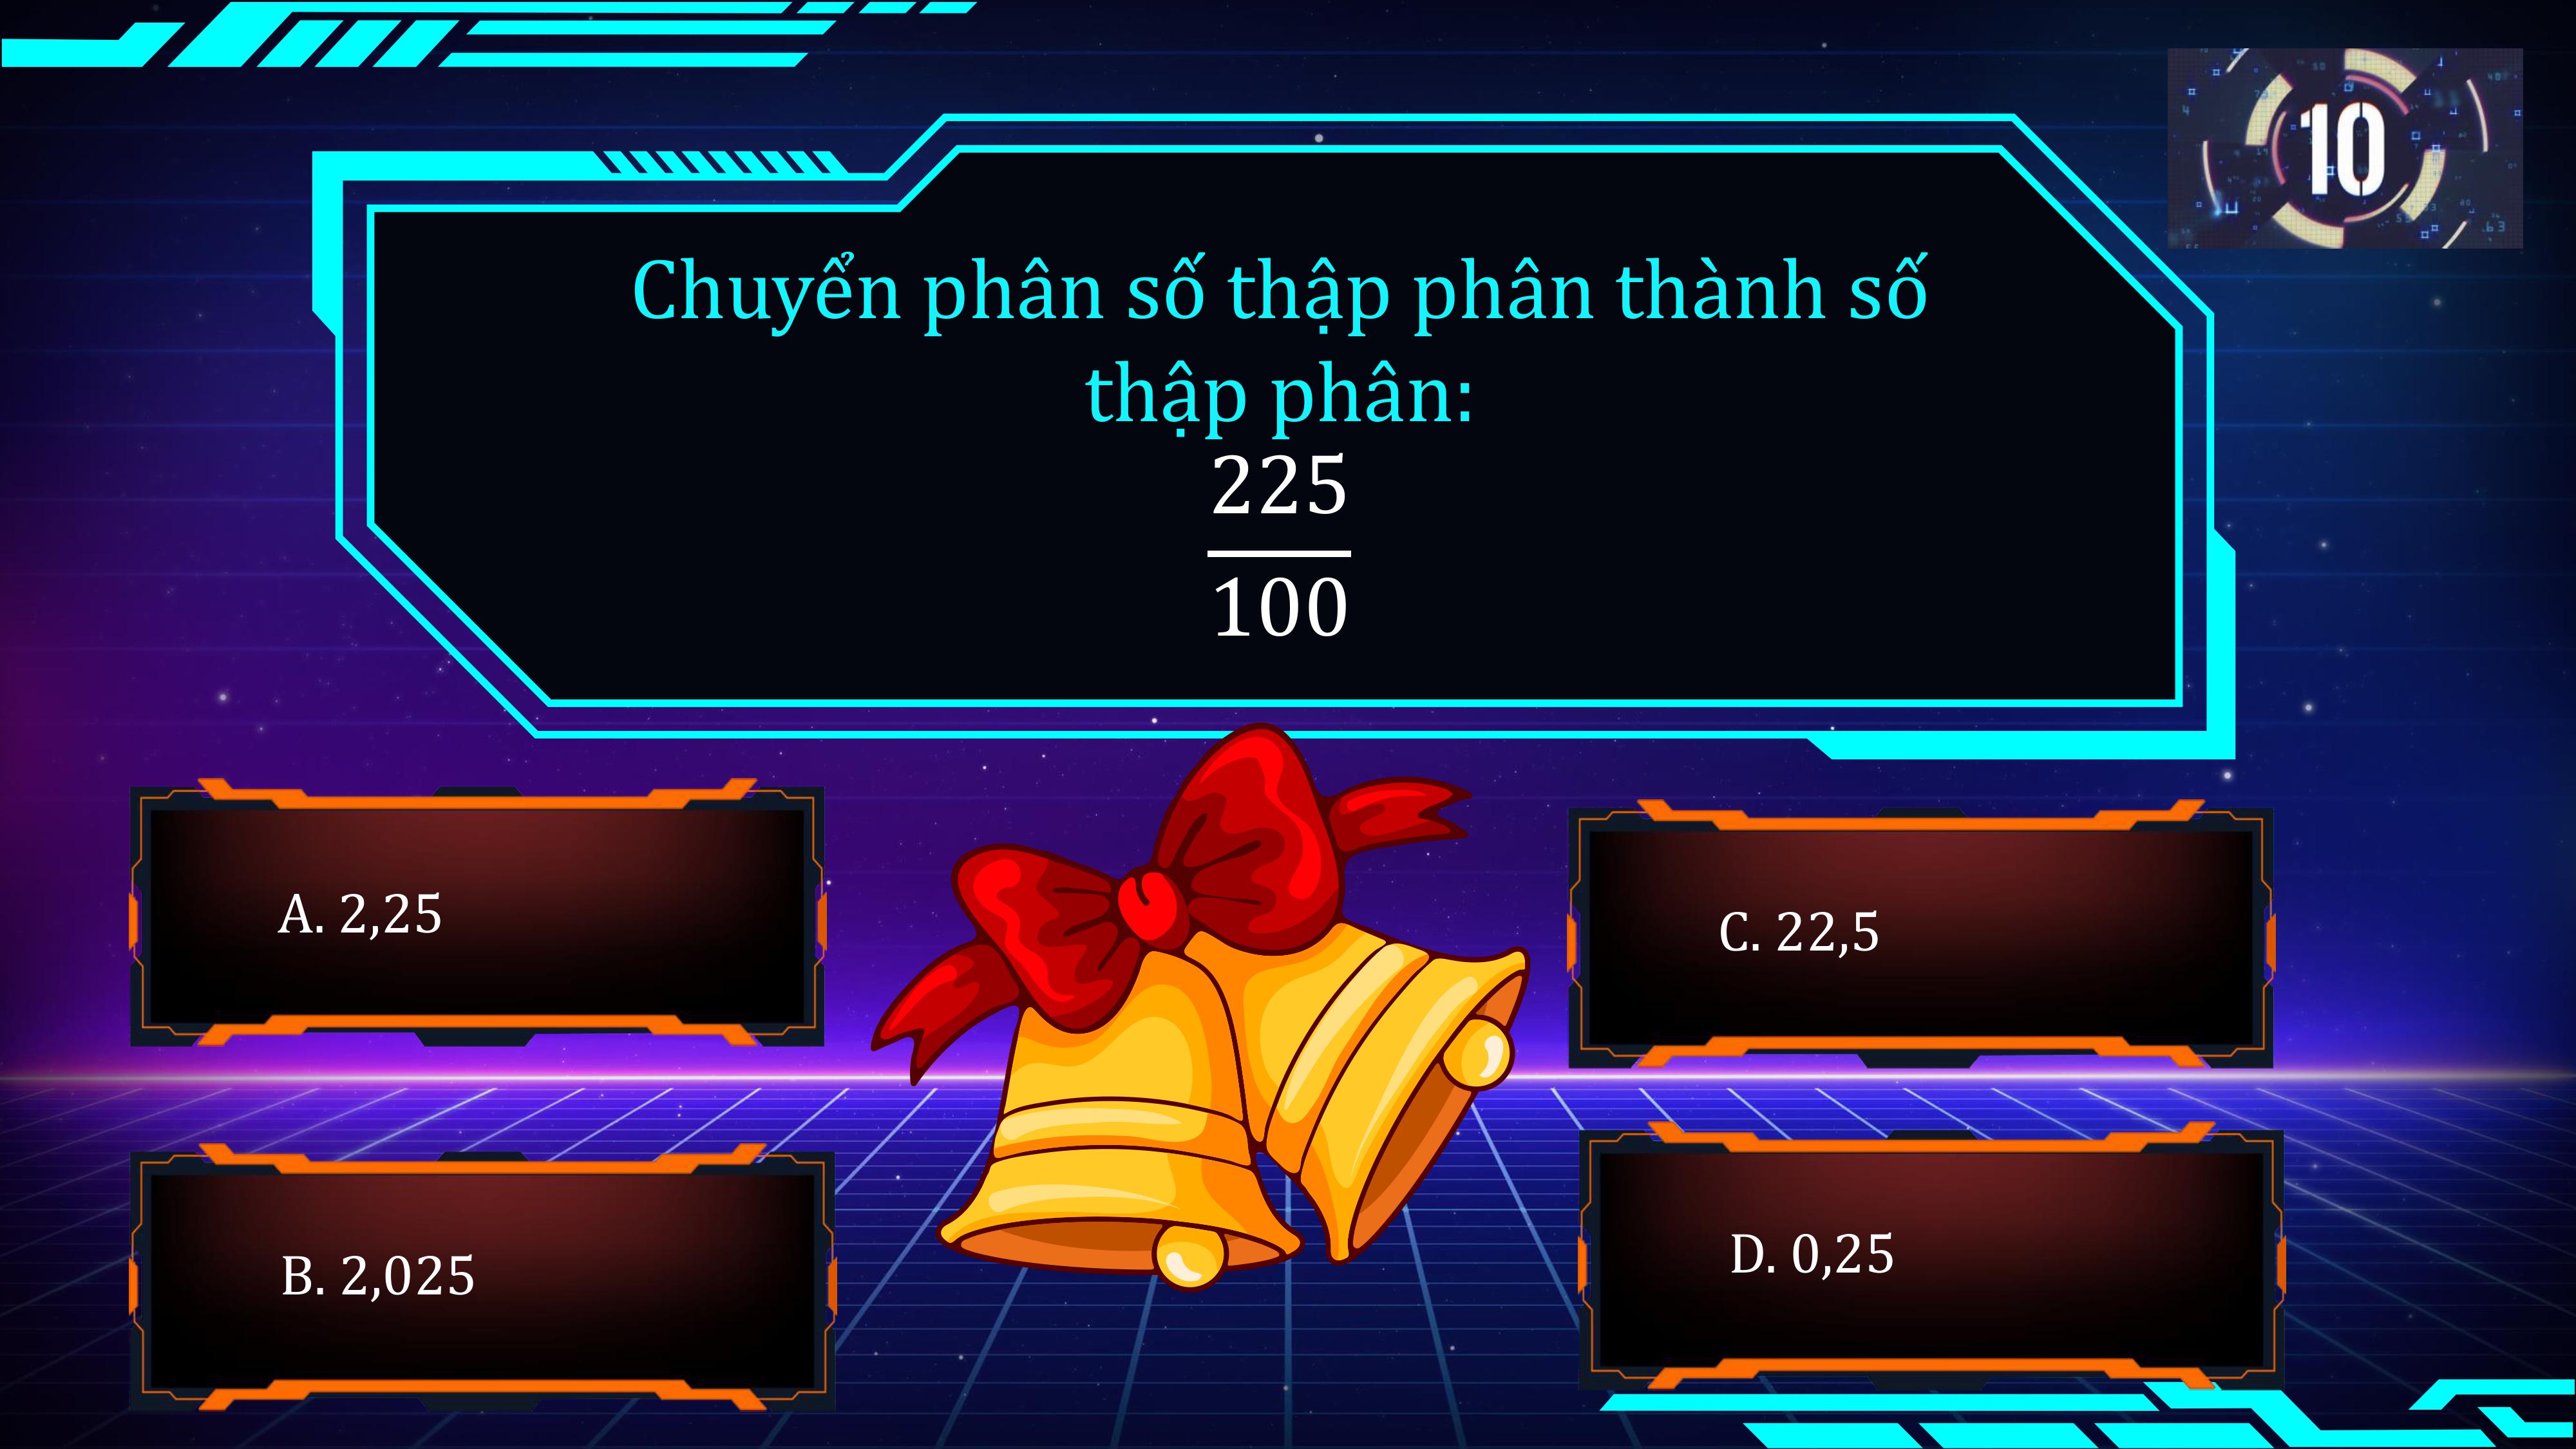 10
Chuyển phân số thập phân thành số
thập phân:
225
100
A. 2,25
C. 22,5
B. 2,025
D. 0,25